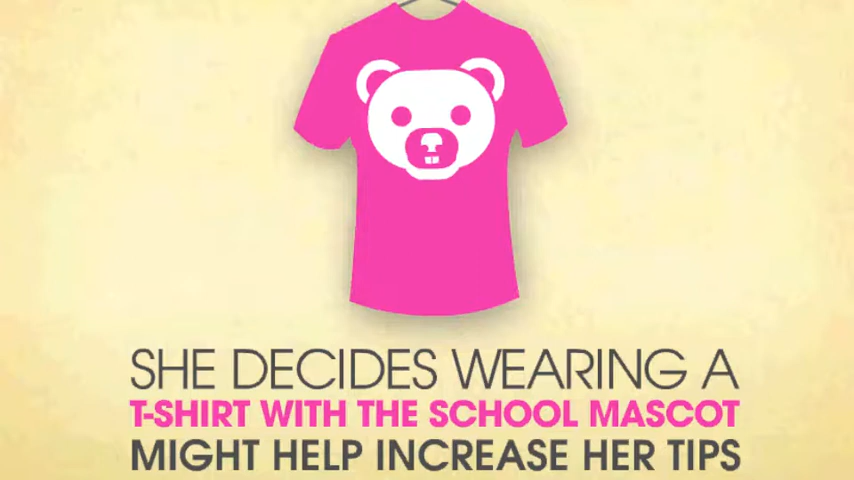 SHE DECIDES WEARING A
T-SHIRT WITH THE SCHOOL MASCOT
MIGHT HELP INCREASE HER TIPS